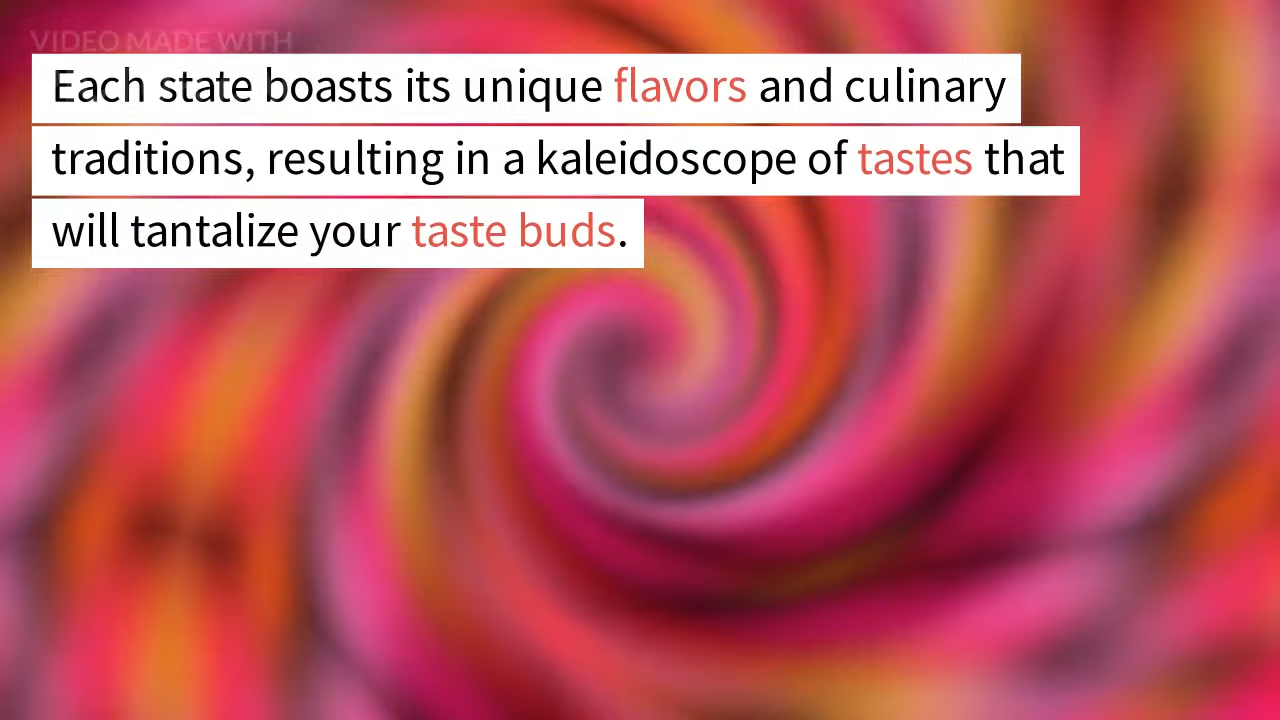 VIDEO MADE WITH
Each state boasts its unique flavors and culinary
traditions, resulting in a kaleidoscope of tastes that
will tantalize your taste buds.